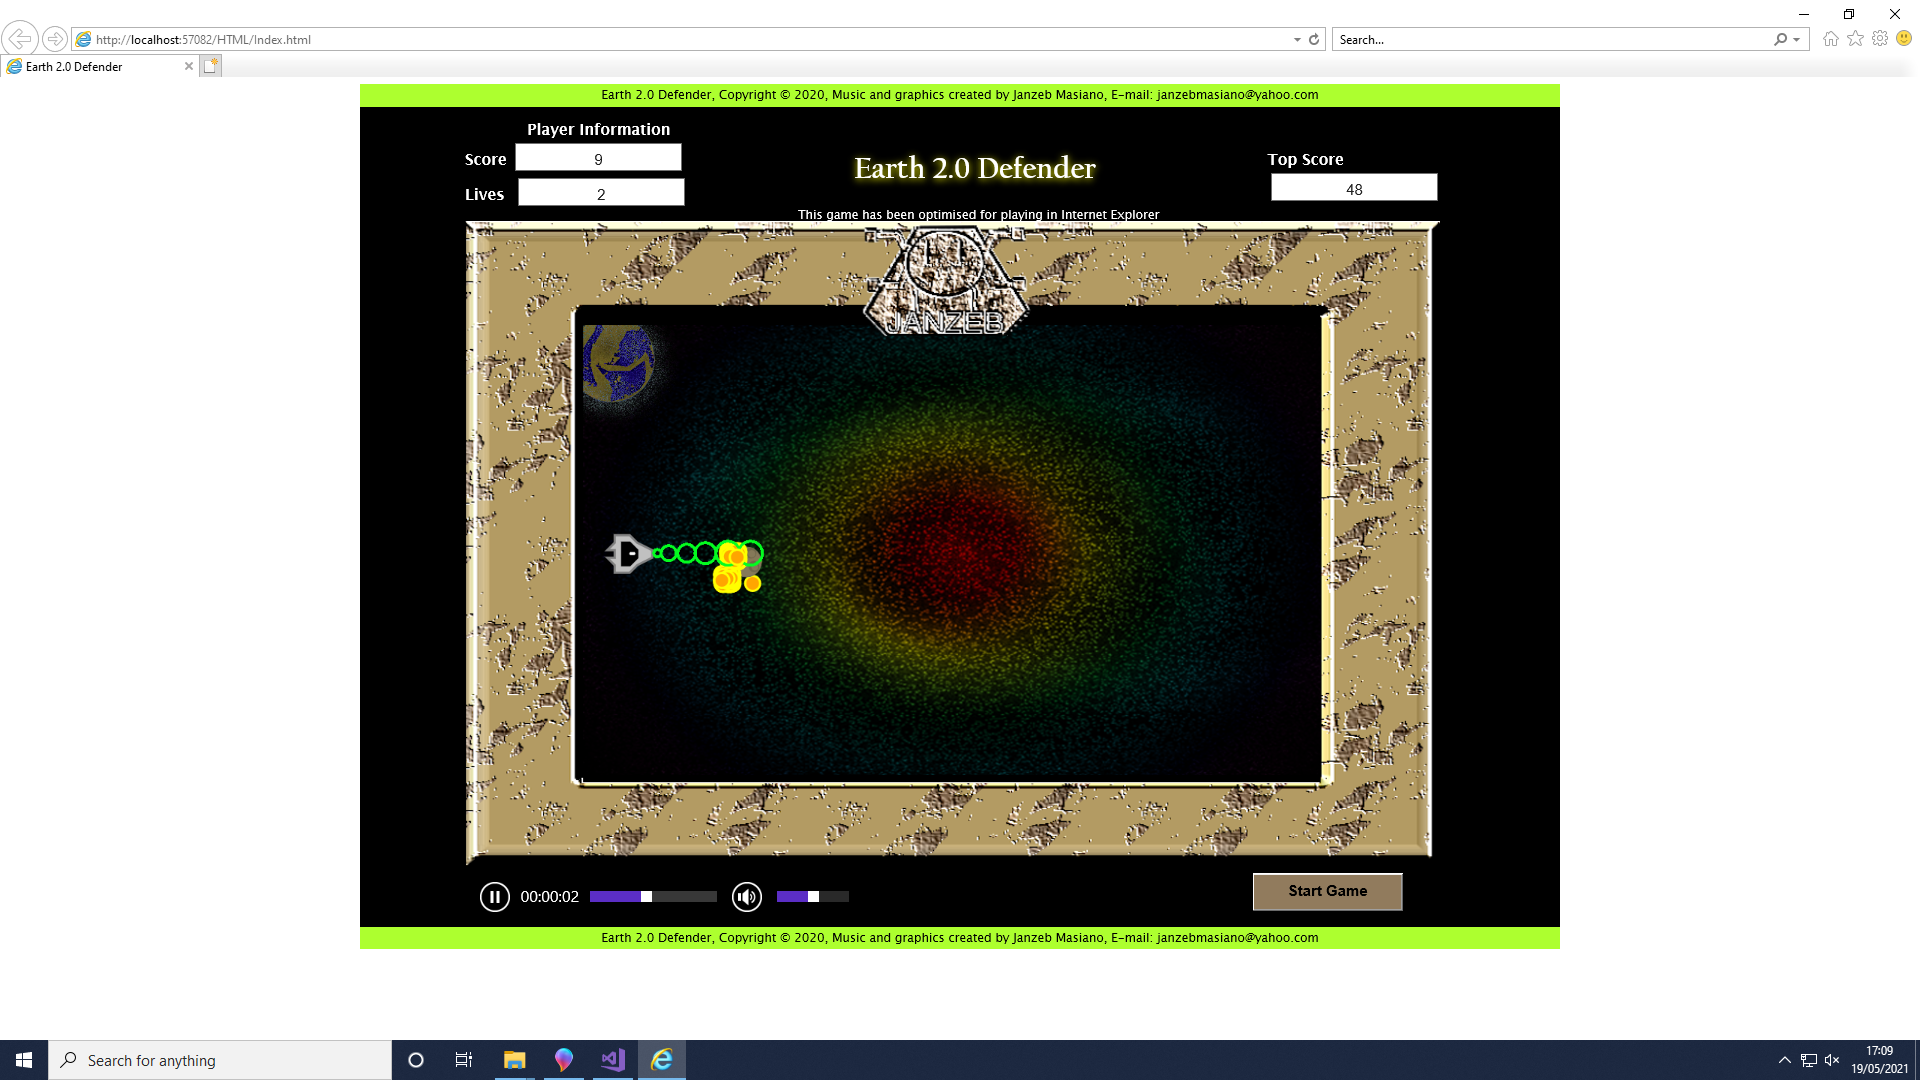 http://localhost:57082/HTML/Index.html
Search...
Earth 2.0 Defender
Earth 2.0 Defender, Copyright © 2020, Music and graphics created by Janzeb Masiano, E-mail: janzebmasiano@yahoo.com
Player Information
Score 9
Lives 2
Earth 2.0 Defender
Top Score
48
This game has been optimised for playing in Internet Explorer
JANZEB
00:00:02
Start Game
Earth 2.0 Defender, Copyright © 2020, Music and graphics created by Janzeb Masiano, E-mail: janzebmasiano@yahoo.com
Search for anything
17:09
19/05/2021